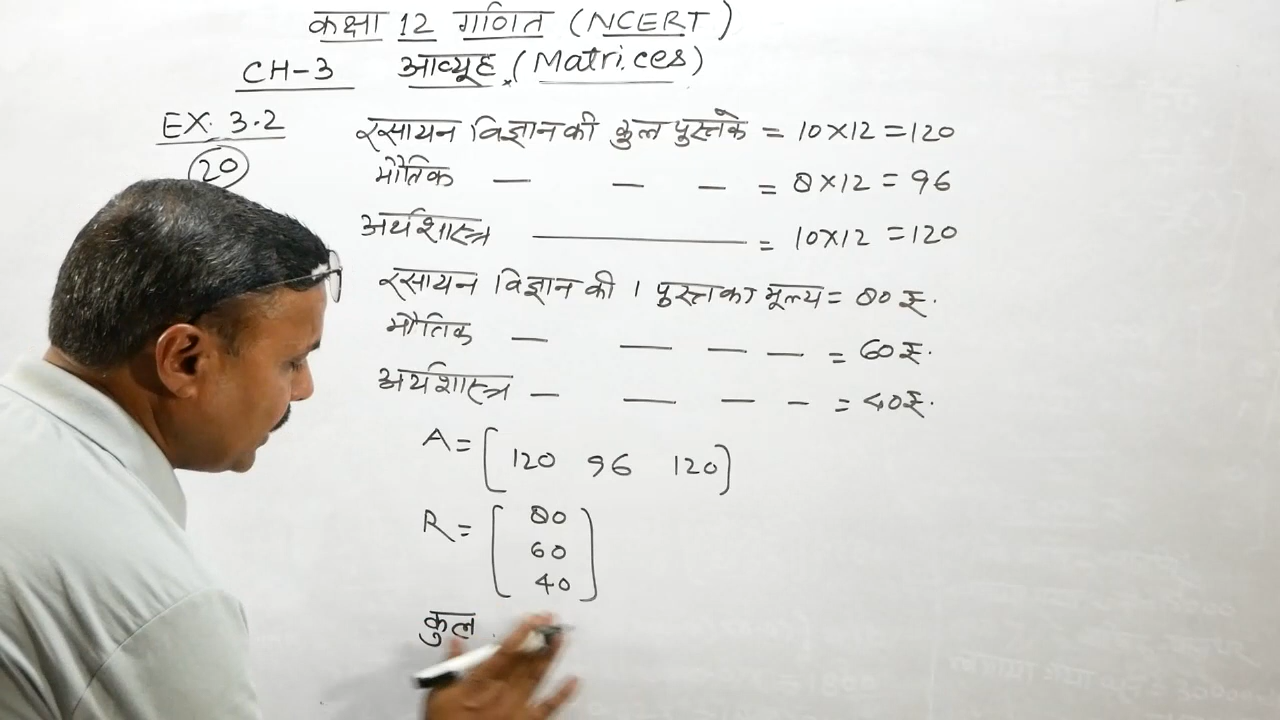 कक्षा 12 गणित (NCERT)
CH-3 आव्यूह (Matrices)
EX. 3.2
20
रसायन विज्ञान की कुल पुस्तके = 10×12 = 120
भौतिक — — — = 8×12 = 96
अर्थशास्त्र ——— = 10×12 = 120
रसायन विज्ञान की 1 पुस्तक का मूल्य = 80 रु.
भौतिक — — — — = 60 रु.
अर्थशास्त्र — — — — = 40 रु.
A = [120 96 120]
R = [80
60
40]
कुल